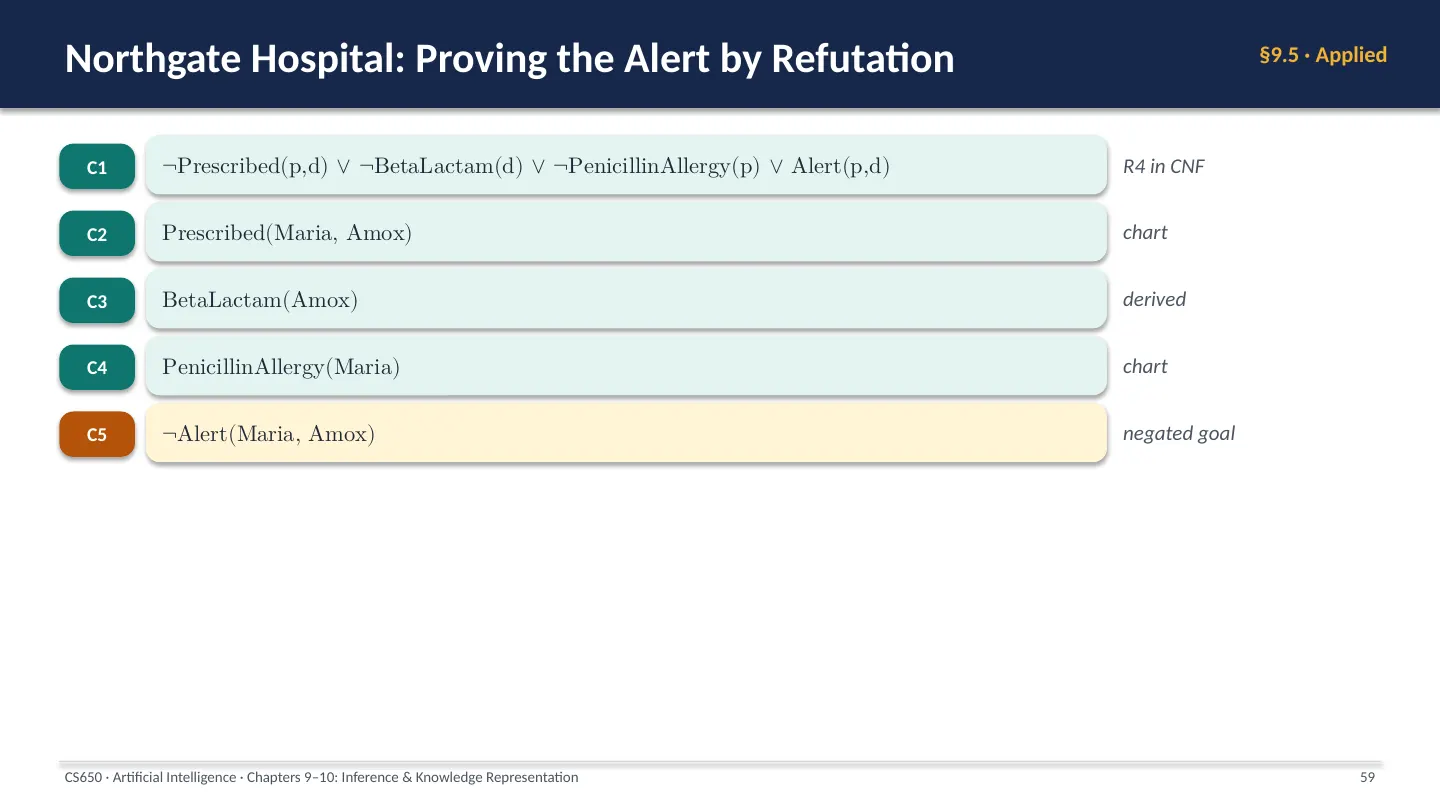 Northgate Hospital: Proving the Alert by Refutation
§9.5 · Applied
C1 ¬Prescribed(p,d) ∨ ¬BetaLactam(d) ∨ ¬PenicillinAllergy(p) ∨ Alert(p,d) R4 in CNF
C2 Prescribed(Maria, Amox) chart
C3 BetaLactam(Amox) derived
C4 PenicillinAllergy(Maria) chart
C5 ¬Alert(Maria, Amox) negated goal
CS650 · Artificial Intelligence · Chapters 9–10: Inference & Knowledge Representation 59